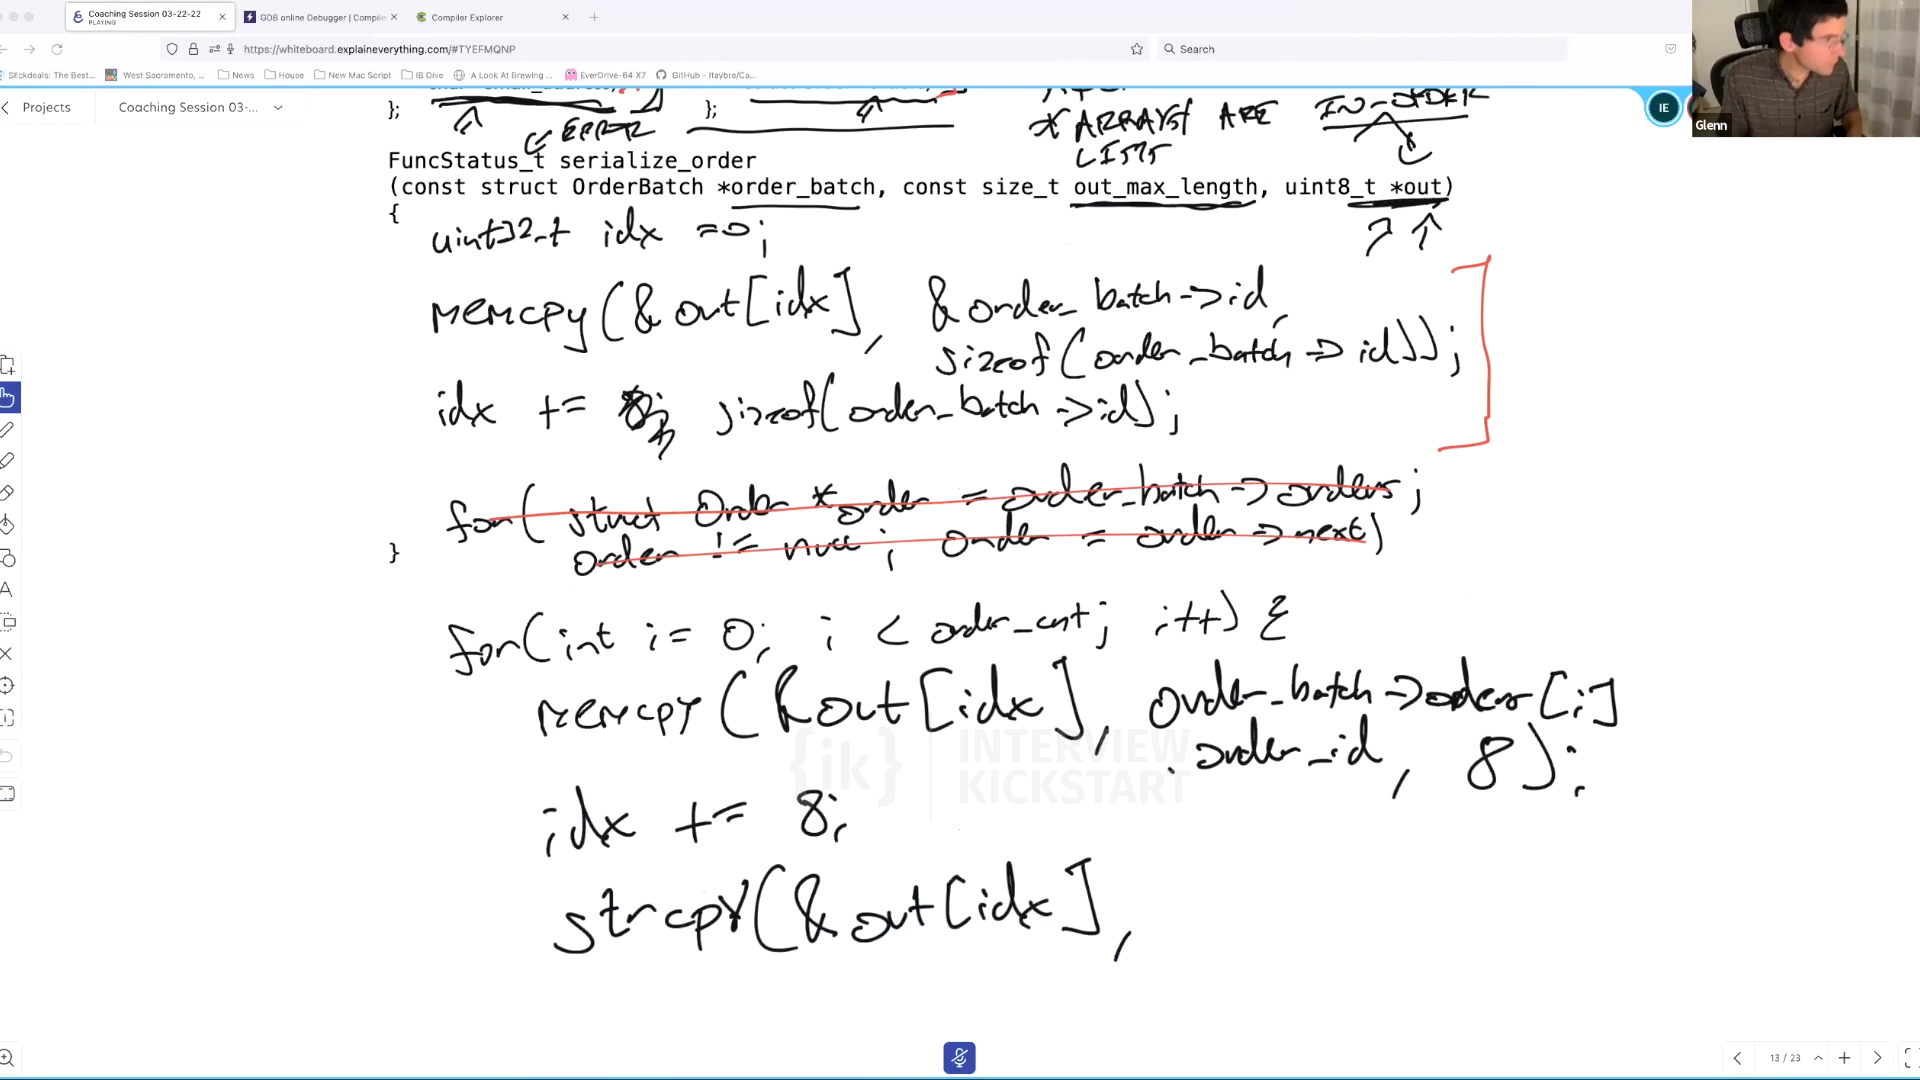 Coaching Session 03-22-22
PLAYING
GDB online Debugger | Compile
Compiler Explorer
https://whiteboard.explaineverything.com/#TYEFMQNP
Search
Slickdeals: The Best...
West Sacramento, ...
News
House
New Mac Script
IB Dive
A Look At Brewing ...
EverDrive-64 X7
GitHub - ltaybre/Ca...
Projects
Coaching Session 03-...
IE
Glenn
}; ERROR }; * ARRAYS ARE IN-ORDER
LISTS
FuncStatus_t serialize_order
(const struct OrderBatch *order_batch, const size_t out_max_length, uint8_t *out)
{
uint32_t idx = 0;
memcpy(&out[idx], &order_batch->id,
sizeof(order_batch->id));
idx += sizeof(order_batch->id);
for( struct Order *order = order_batch->orders;
order != null; order = order->next)
}
for(int i = 0; i < order_cnt; i++) {
memcpy(&out[idx], order_batch->orders[i]
.order_id, 8);
{ik} INTERVIEW
KICKSTART
idx += 8;
strcpy(&out[idx],
13 / 23